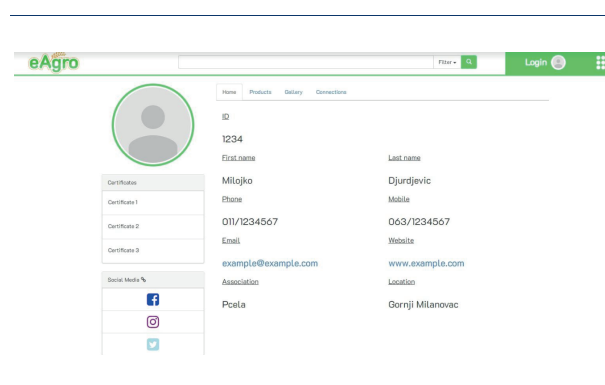 eAgro
Filter
Login
Home Products Gallery Connections
ID
1234
First name Last name
Milojko Djurdjevic
Phone Mobile
011/1234567 063/1234567
Email Website
example@example.com www.example.com
Association Location
Pcela Gornji Milanovac
Certificates
Certificate 1
Certificate 2
Certificate 3
Social Media